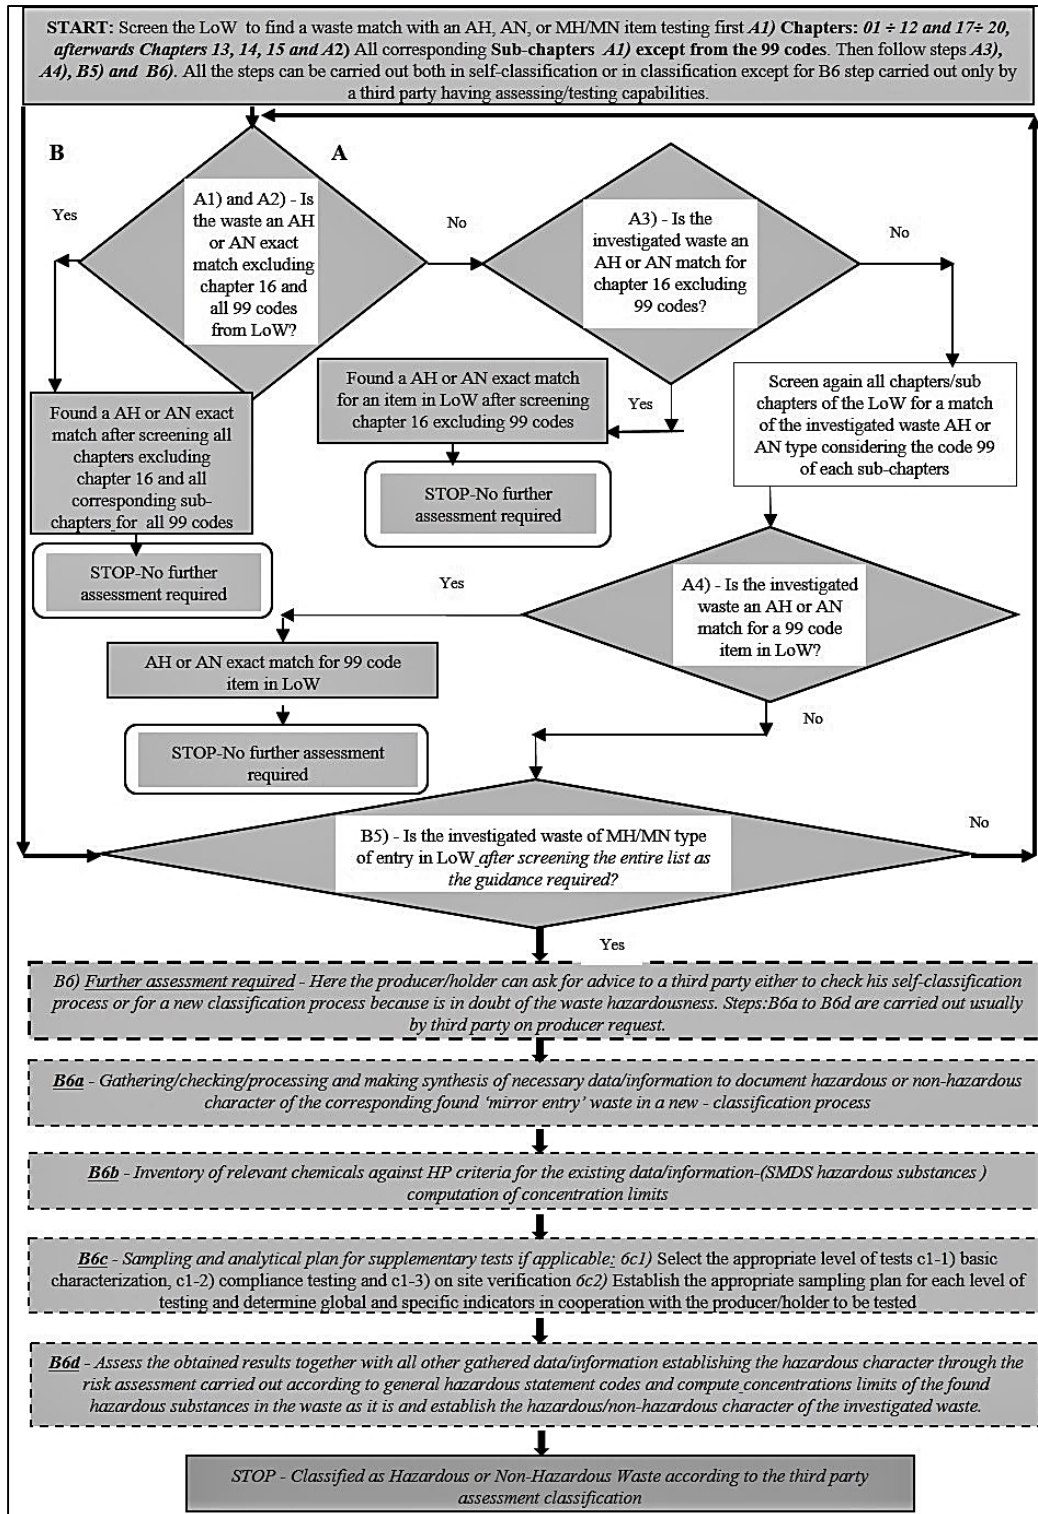 START: Screen the LoW to find a waste match with an AH, AN, or MH/MN item testing first A1) Chapters: 01 ÷ 12 and 17÷ 20,
afterwards Chapters 13, 14, 15 and A2) All corresponding Sub-chapters A1) except from the 99 codes. Then follow steps A3),
A4), B5) and B6). All the steps can be carried out both in self-classification or in classification except for B6 step carried out only by
a third party having assessing/testing capabilities.
B
A
A1) and A2) - Is
the waste an AH
or AN exact
match excluding
chapter 16 and
all 99 codes
from LoW?
Yes
No
A3) - Is the
investigated waste an
AH or AN match for
chapter 16 excluding
99 codes?
No
Found a AH or AN exact
match after screening all
chapters excluding
chapter 16 and all
corresponding sub-
chapters for all 99 codes
STOP-No further
assessment required
Found a AH or AN exact match
for an item in LoW after screening
chapter 16 excluding 99 codes
Yes
STOP-No further
assessment required
Screen again all chapters/sub
chapters of the LoW for a match
of the investigated waste AH or
AN type considering the code 99
of each sub-chapters
A4) - Is the investigated
waste an AH or AN
match for a 99 code
item in LoW?
Yes
AH or AN exact match for 99 code
item in LoW
STOP-No further assessment
required
No
B5) - Is the investigated waste of MH/MN type
of entry in LoW after screening the entire list as
the guidance required?
No
Yes
B6) Further assessment required - Here the producer/holder can ask for advice to a third party either to check his self-classification
process or for a new classification process because is in doubt of the waste hazardousness. Steps:B6a to B6d are carried out usually
by third party on producer request.
B6a - Gathering/checking/processing and making synthesis of necessary data/information to document hazardous or non-hazardous
character of the corresponding found ‘mirror entry’ waste in a new - classification process
B6b - Inventory of relevant chemicals against HP criteria for the existing data/information-(SMDS hazardous substances )
computation of concentration limits
B6c - Sampling and analytical plan for supplementary tests if applicable: 6c1) Select the appropriate level of tests c1-1) basic
characterization, c1-2) compliance testing and c1-3) on site verification 6c2) Establish the appropriate sampling plan for each level of
testing and determine global and specific indicators in cooperation with the producer/holder to be tested
B6d - Assess the obtained results together with all other gathered data/information establishing the hazardous character through the
risk assessment carried out according to general hazardous statement codes and compute concentrations limits of the found
hazardous substances in the waste as it is and establish the hazardous/non-hazardous character of the investigated waste.
STOP - Classified as Hazardous or Non-Hazardous Waste according to the third party
assessment classification